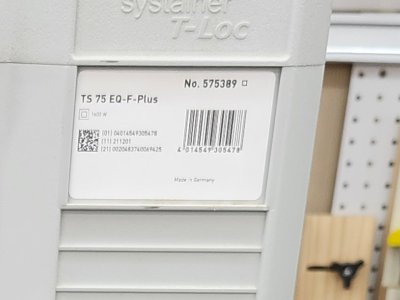 systainer
T-Loc
No. 575389
TS 75 EQ-F-Plus
1600 W
(01) 04014549305478
(11) 211201
(21) 0020483740069625
4 014549 305478
Made in Germany